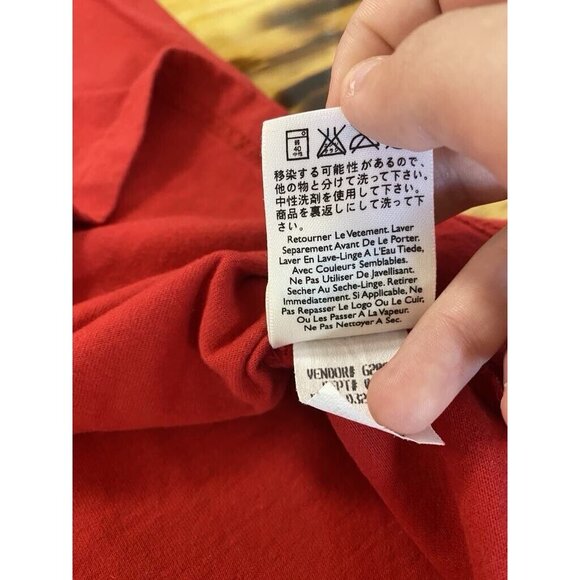 弱
40
中性
移染する可能性があるので、
他の物と分けて洗って下さい。
中性洗剤を使用して下さい。
商品を裏返しにして洗って下さい。
Retourner Le Vetement. Laver
Separement Avant De Le Porter.
Laver En Lave-Linge A L'Eau Tiede,
Avec Couleurs Semblables.
Ne Pas Utiliser De Javellisant.
Secher Au Seche-Linge. Retirer
Immediatement. Si Applicable, Ne
Pas Repasser Le Logo Ou Le Cuir,
Ou Les Passer A La Vapeur.
Ne Pas Nettoyer A Sec.
VENDOR#